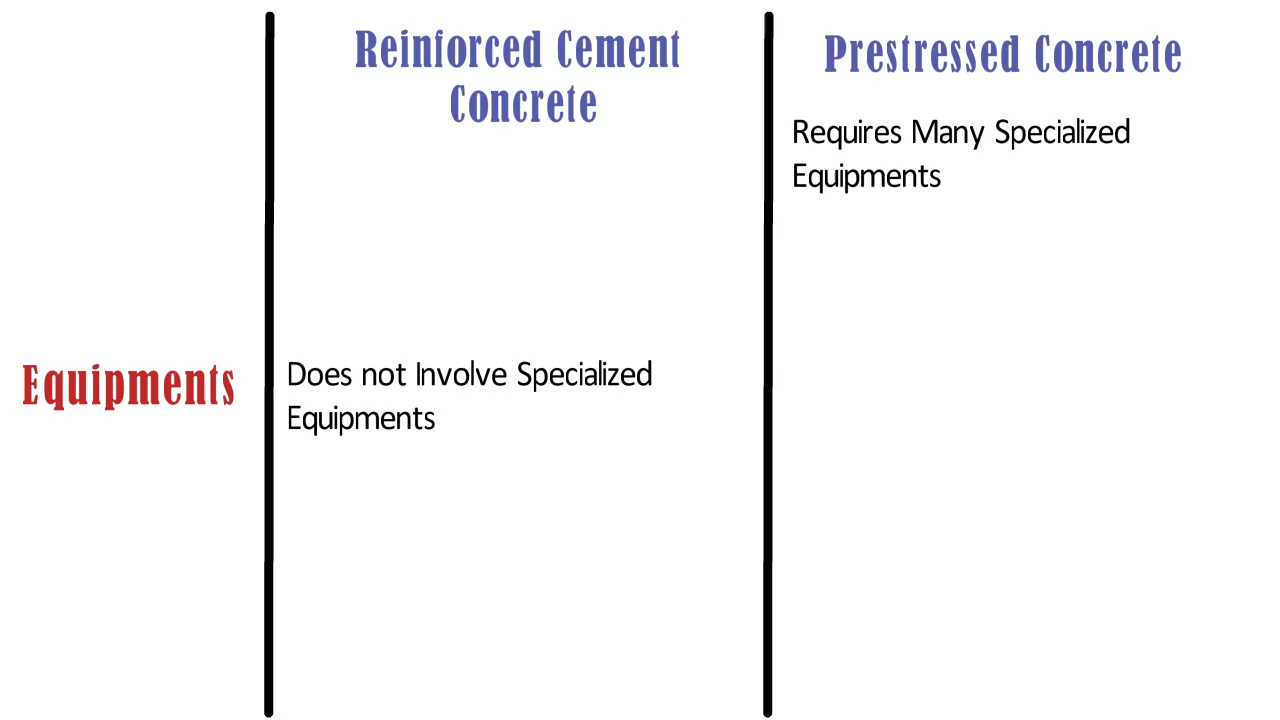 Reinforced Cement
Concrete
Prestressed Concrete
Requires Many Specialized
Equipments
Equipments
Does not Involve Specialized
Equipments